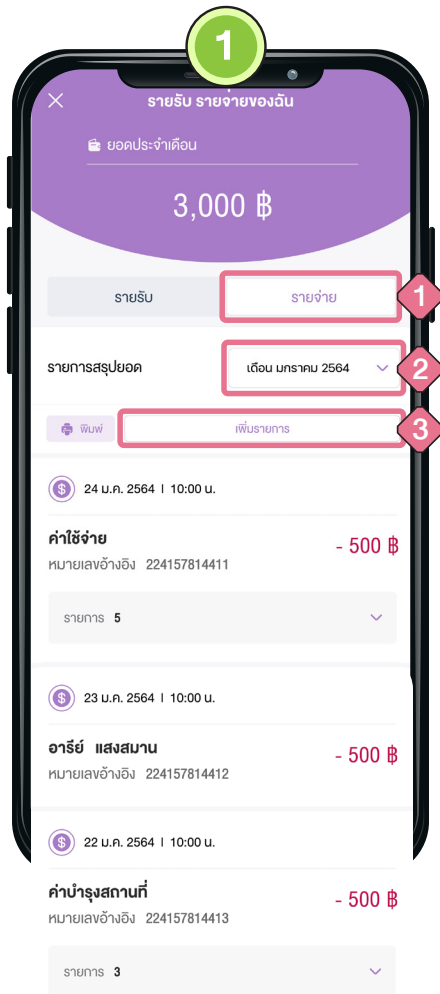 1
รายรับ รายจ่ายของฉัน
ยอดประจำเดือน
3,000 ฿
รายรับ รายจ่าย 1
รายการสรุปยอด เดือน มกราคม 2564 2
พิมพ์ เพิ่มรายการ 3
24 ม.ค. 2564 | 10:00 น.
ค่าใช้จ่าย - 500 ฿
หมายเลขอ้างอิง 224157814411
รายการ 5
23 ม.ค. 2564 | 10:00 น.
อารีย์ แสงสมาน - 500 ฿
หมายเลขอ้างอิง 224157814412
22 ม.ค. 2564 | 10:00 น.
ค่าบำรุงสถานที่ - 500 ฿
หมายเลขอ้างอิง 224157814413
รายการ 3